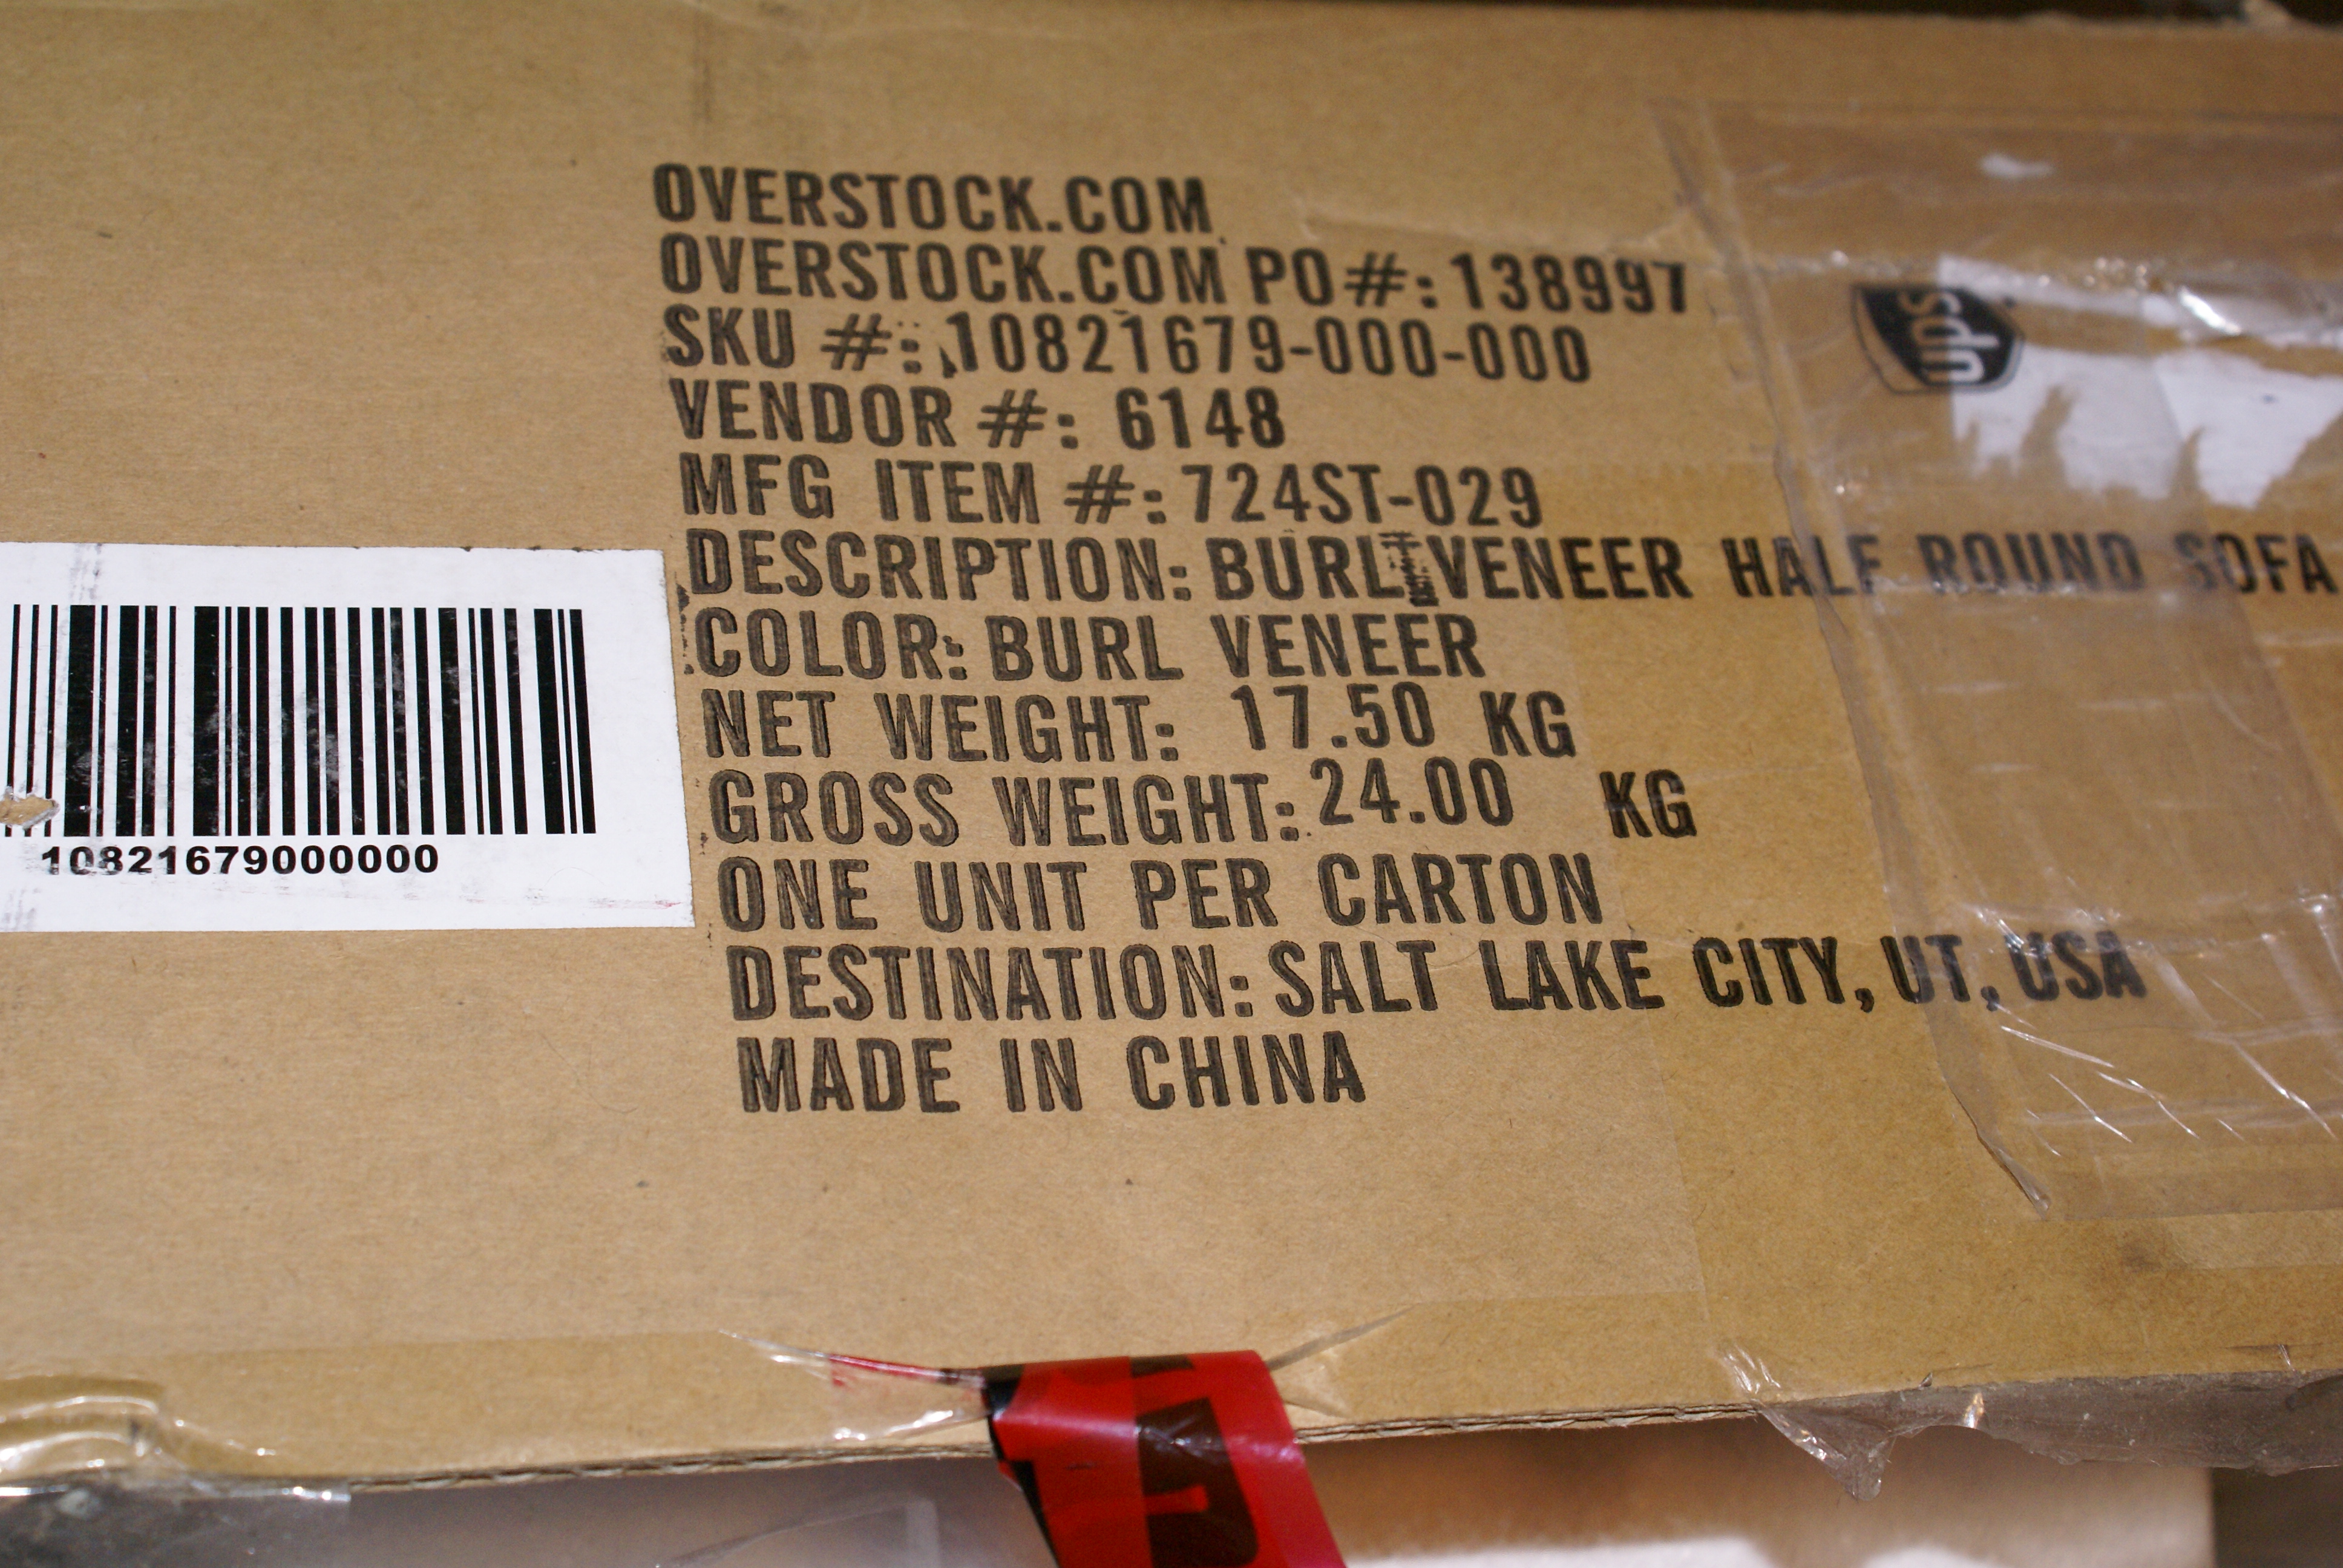 OVERSTOCK.COM
OVERSTOCK.COM PO#: 138997
SKU #: 10821679-000-000
VENDOR #: 6148
MFG ITEM #: 724ST-029
DESCRIPTION: BURL VENEER HALF ROUND SOFA
COLOR: BURL VENEER
NET WEIGHT: 17.50 KG
GROSS WEIGHT: 24.00 KG
ONE UNIT PER CARTON
DESTINATION: SALT LAKE CITY, UT, USA
MADE IN CHINA
10821679000000
ups